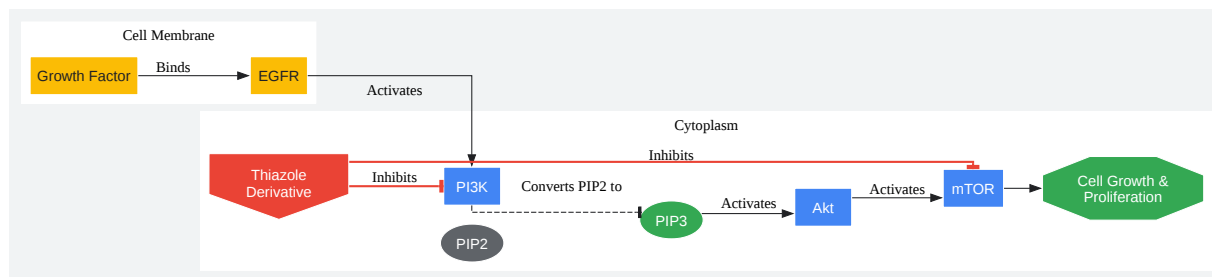 Cell Membrane
Growth Factor
Binds
EGFR
Activates
Cytoplasm
Thiazole
Derivative
Inhibits
Inhibits
PI3K
Converts PIP2 to
PIP2
PIP3
Activates
Akt
Activates
mTOR
Cell Growth &
Proliferation